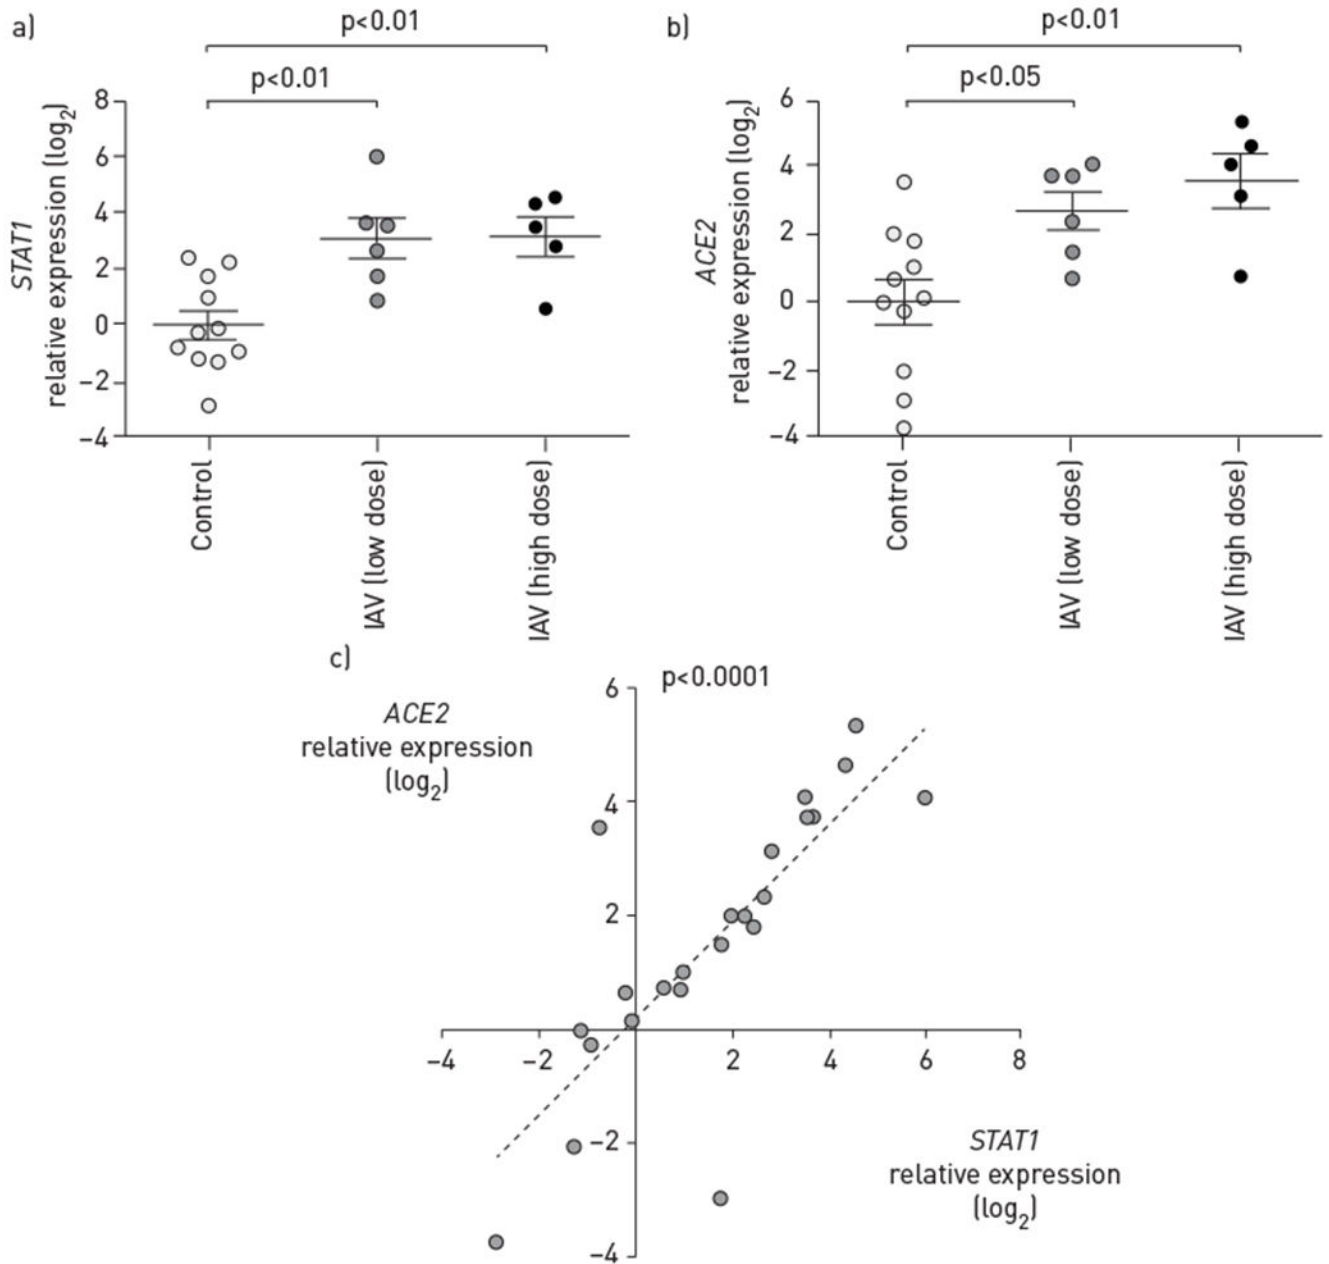 a)
p<0.01
p<0.01
STAT1
relative expression (log2)
8
6
4
2
0
−2
−4
Control
IAV (low dose)
IAV (high dose)
b)
p<0.01
p<0.05
ACE2
relative expression (log2)
6
4
2
0
−2
−4
Control
IAV (low dose)
IAV (high dose)
c)
p<0.0001
ACE2
relative expression
(log2)
6
4
2
−2
−4
−4 −2 2 4 6 8
STAT1
relative expression
(log2)